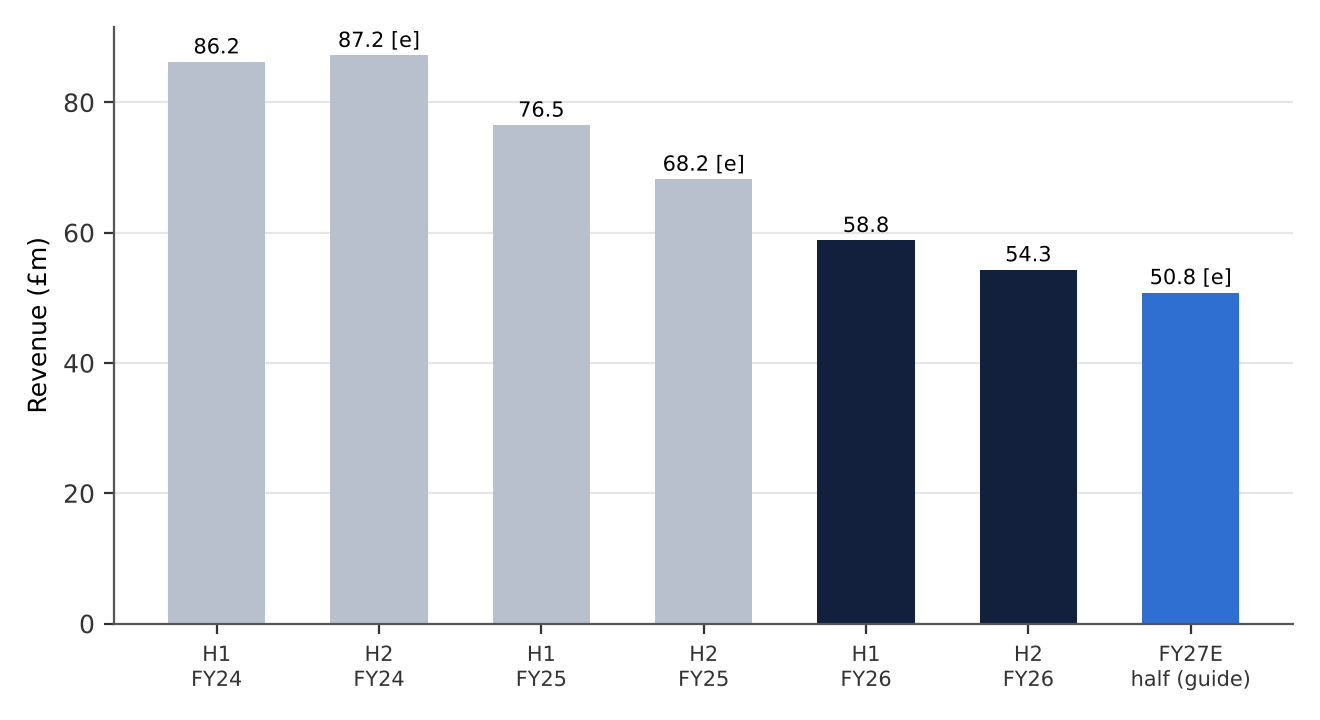 86.2
87.2 [e]
76.5
68.2 [e]
58.8
54.3
50.8 [e]
Revenue (£m)
80
60
40
20
0
H1
FY24
H2
FY24
H1
FY25
H2
FY25
H1
FY26
H2
FY26
FY27E
half (guide)